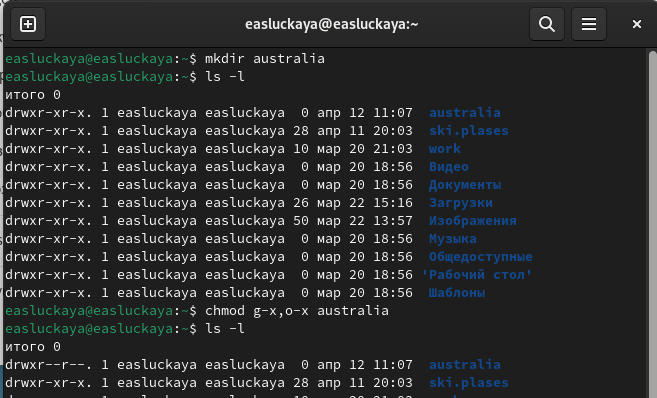 easluckaya@easluckaya:~
easluckaya@easluckaya:~$ mkdir australia
easluckaya@easluckaya:~$ ls -l
итого 0
drwxr-xr-x. 1 easluckaya easluckaya  0 апр 12 11:07  australia
drwxr-xr-x. 1 easluckaya easluckaya 28 апр 11 20:03  ski.plases
drwxr-xr-x. 1 easluckaya easluckaya 10 мар 20 21:03  work
drwxr-xr-x. 1 easluckaya easluckaya  0 мар 20 18:56  Видео
drwxr-xr-x. 1 easluckaya easluckaya  0 мар 20 18:56  Документы
drwxr-xr-x. 1 easluckaya easluckaya 26 мар 22 15:16  Загрузки
drwxr-xr-x. 1 easluckaya easluckaya 50 мар 22 13:57  Изображения
drwxr-xr-x. 1 easluckaya easluckaya  0 мар 20 18:56  Музыка
drwxr-xr-x. 1 easluckaya easluckaya  0 мар 20 18:56  Общедоступные
drwxr-xr-x. 1 easluckaya easluckaya  0 мар 20 18:56 'Рабочий стол'
drwxr-xr-x. 1 easluckaya easluckaya  0 мар 20 18:56  Шаблоны
easluckaya@easluckaya:~$ chmod g-x,o-x australia
easluckaya@easluckaya:~$ ls -l
итого 0
drwxr--r--. 1 easluckaya easluckaya  0 апр 12 11:07  australia
drwxr-xr-x. 1 easluckaya easluckaya 28 апр 11 20:03  ski.plases